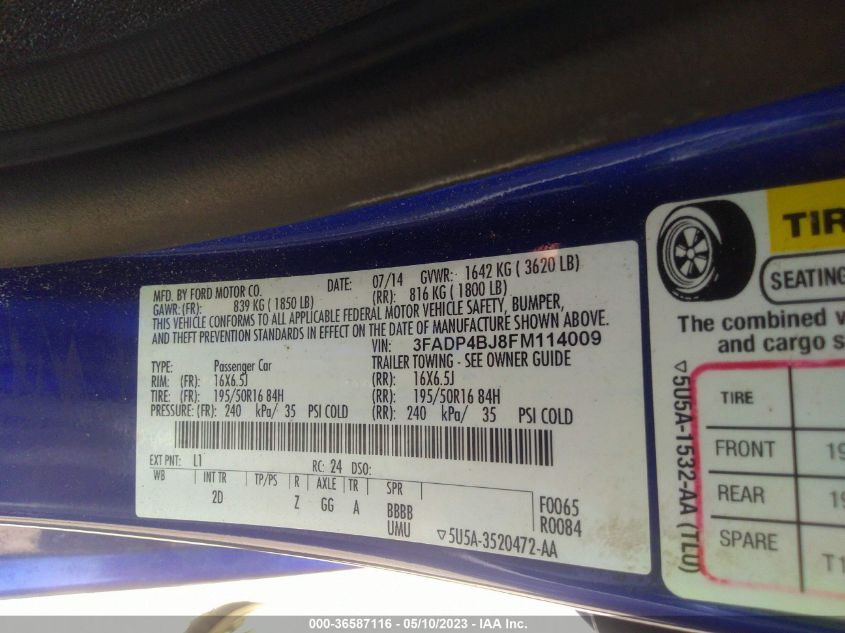 MFD. BY FORD MOTOR CO. DATE: 07/14 GVWR: 1642 KG ( 3620 LB)
GAWR: (FR): 839 KG ( 1850 LB) (RR): 816 KG ( 1800 LB)
THIS VEHICLE CONFORMS TO ALL APPLICABLE FEDERAL MOTOR VEHICLE SAFETY, BUMPER,
AND THEFT PREVENTION STANDARDS IN EFFECT ON THE DATE OF MANUFACTURE SHOWN ABOVE.
VIN: 3FADP4BJ8FM114009
TYPE: Passenger Car TRAILER TOWING - SEE OWNER GUIDE
RIM: (FR): 16X6.5J (RR): 16X6.5J
TIRE: (FR): 195/50R16 84H (RR): 195/50R16 84H
PRESSURE: (FR): 240 kPa/ 35 PSI COLD (RR): 240 kPa/ 35 PSI COLD
EXT PNT: L1 RC: 24 DSO:
WB INT TR TP/PS R AXLE TR SPR
2D Z GG A BBBB F0065
UMU R0084
▽5U5A-3520472-AA
TIR
SEATING
The combined
and cargo s
▽5U5A-1532-AA (TLU)
TIRE
FRONT 19
REAR 19
SPARE T1
000-36587116 — 05/10/2023 — IAA Inc.